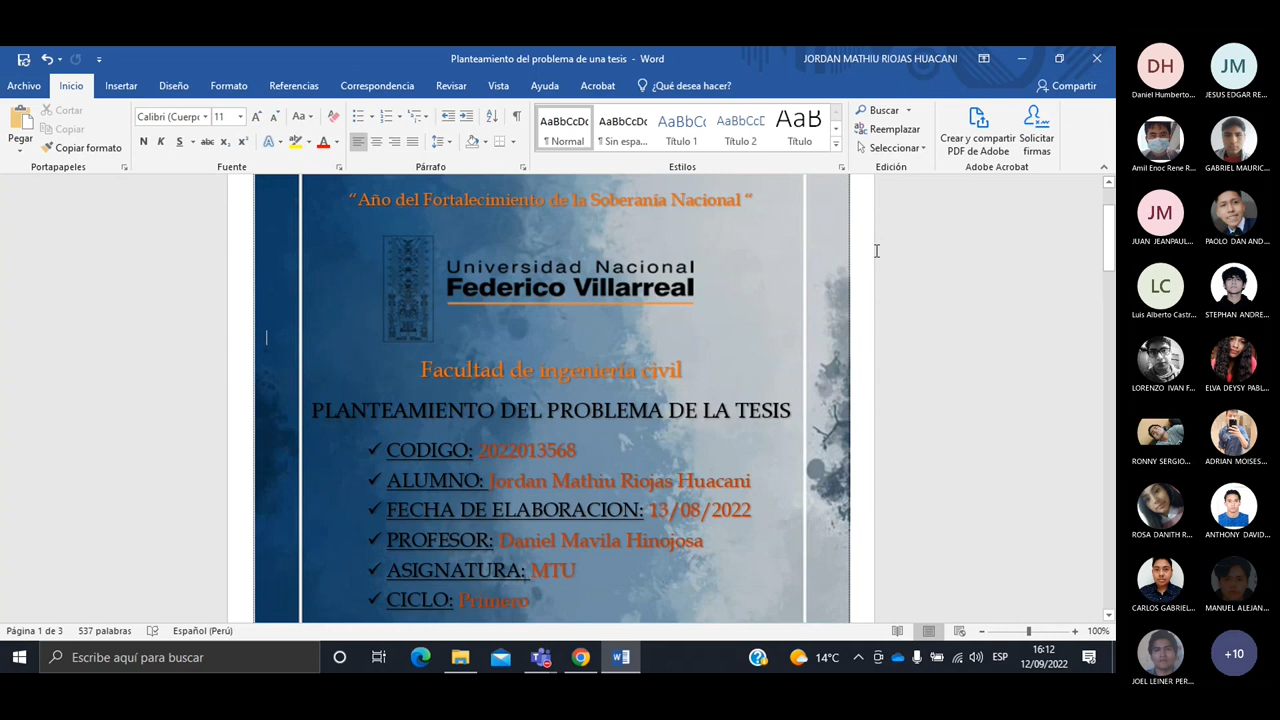 Planteamiento del problema de una tesis - Word
JORDAN MATHIU RIOJAS HUACANI
Archivo Inicio Insertar Diseño Formato Referencias Correspondencia Revisar Vista Ayuda Acrobat ¿Qué desea hacer? Compartir
Pegar
Cortar
Copiar
Copiar formato
Portapapeles
Calibri (Cuerpo 11
Aa
N K S abc x₂ x²
Fuente
Párrafo
AaBbCcDc AaBbCcDc AaBbCc AaBbCcD AaB
¶ Normal ¶ Sin espa... Título 1 Título 2 Título
Estilos
Buscar
Reemplazar
Seleccionar
Edición
Crear y compartir PDF de Adobe
Solicitar firmas
Adobe Acrobat
“Año del Fortalecimiento de la Soberanía Nacional “
Universidad Nacional
Federico Villarreal
Facultad de ingeniería civil
PLANTEAMIENTO DEL PROBLEMA DE LA TESIS
✓ CODIGO: 2022013568
✓ ALUMNO: Jordan Mathiu Riojas Huacani
✓ FECHA DE ELABORACION: 13/08/2022
✓ PROFESOR: Daniel Mavila Hinojosa
✓ ASIGNATURA: MTU
✓ CICLO: Primero
Página 1 de 3 537 palabras Español (Perú) 100%
Escribe aquí para buscar
14°C
ESP
16:12
12/09/2022
DH
Daniel Humberto...
JM
JESUS EDGAR RE...
Amil Enoc Rene R...
GABRIEL MAURIC...
JM
JUAN JEANPAUL...
PAOLO DAN AND...
LC
Luis Alberto Castr...
STEPHAN ANDRE...
LORENZO IVAN F...
ELVA DEYSY PABL...
RONNY SERGIO...
ADRIAN MOISES...
ROSA DANITH R...
ANTHONY DAVID...
CARLOS GABRIEL...
MANUEL ALEJAN...
JOEL LEINER PER...
+10